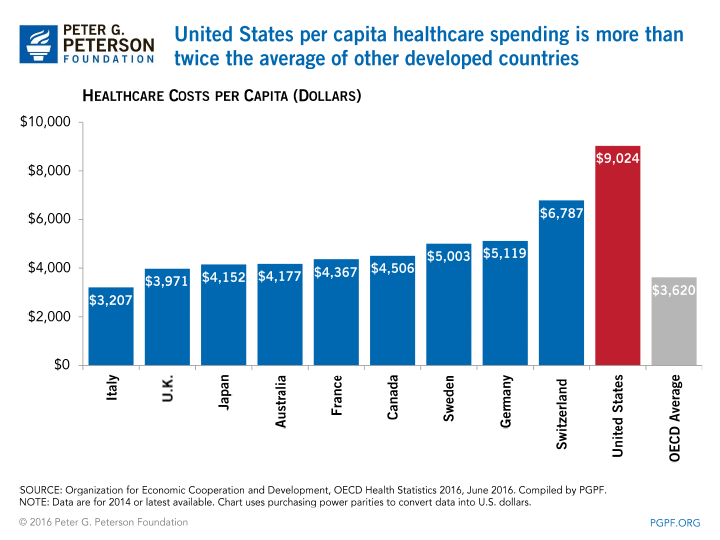 PETER G.
PETERSON
FOUNDATION
United States per capita healthcare spending is more than
twice the average of other developed countries
HEALTHCARE COSTS PER CAPITA (DOLLARS)
$10,000
$8,000
$6,000
$4,000
$2,000
$0
$3,207
$3,971
$4,152
$4,177
$4,367
$4,506
$5,003
$5,119
$6,787
$9,024
$3,620
Italy
U.K.
Japan
Australia
France
Canada
Sweden
Germany
Switzerland
United States
OECD Average
SOURCE: Organization for Economic Cooperation and Development, OECD Health Statistics 2016, June 2016. Compiled by PGPF.
NOTE: Data are for 2014 or latest available. Chart uses purchasing power parities to convert data into U.S. dollars.
© 2016 Peter G. Peterson Foundation
PGPF.ORG